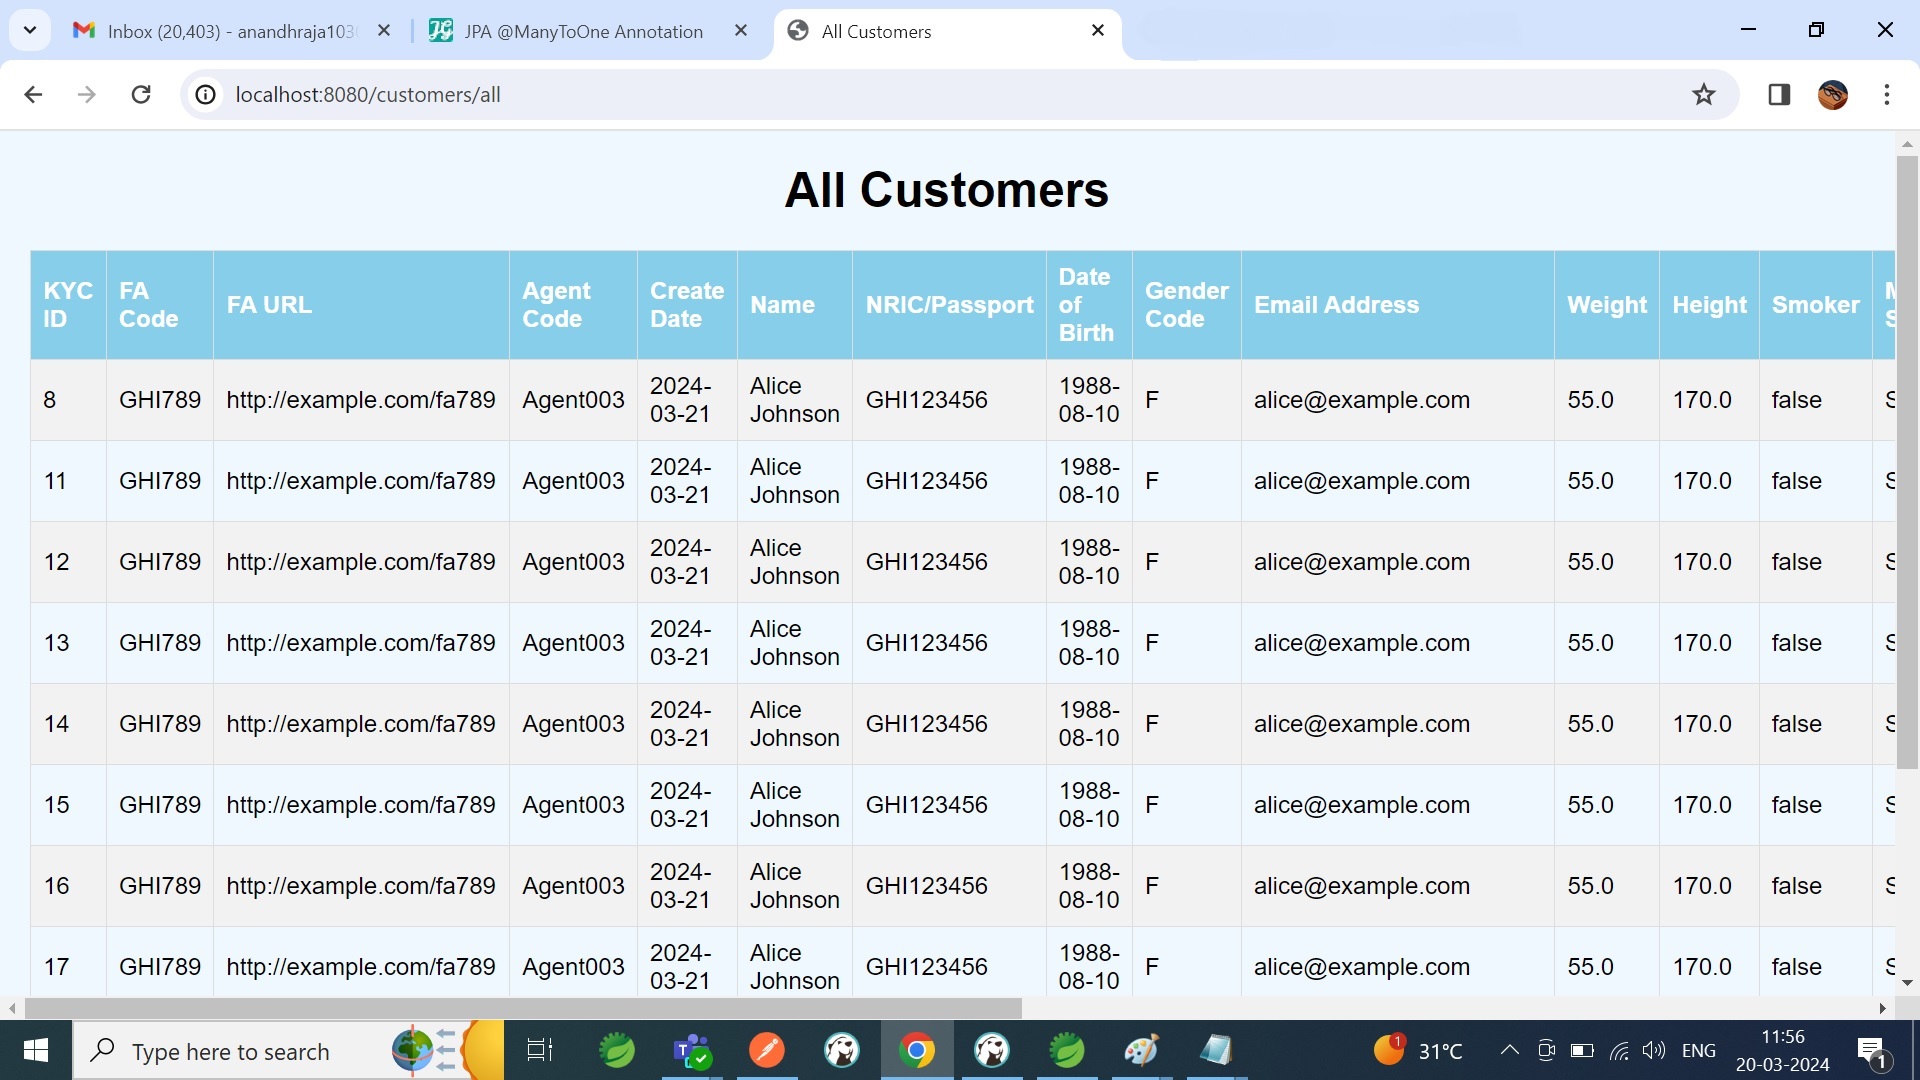 Inbox (20,403) - anandhraja103
JPA @ManyToOne Annotation
All Customers
localhost:8080/customers/all
All Customers
KYC ID FA Code FA URL Agent Code Create Date Name NRIC/Passport Date of Birth Gender Code Email Address Weight Height Smoker
8 GHI789 http://example.com/fa789 Agent003 2024-03-21 Alice Johnson GHI123456 1988-08-10 F alice@example.com 55.0 170.0 false
11 GHI789 http://example.com/fa789 Agent003 2024-03-21 Alice Johnson GHI123456 1988-08-10 F alice@example.com 55.0 170.0 false
12 GHI789 http://example.com/fa789 Agent003 2024-03-21 Alice Johnson GHI123456 1988-08-10 F alice@example.com 55.0 170.0 false
13 GHI789 http://example.com/fa789 Agent003 2024-03-21 Alice Johnson GHI123456 1988-08-10 F alice@example.com 55.0 170.0 false
14 GHI789 http://example.com/fa789 Agent003 2024-03-21 Alice Johnson GHI123456 1988-08-10 F alice@example.com 55.0 170.0 false
15 GHI789 http://example.com/fa789 Agent003 2024-03-21 Alice Johnson GHI123456 1988-08-10 F alice@example.com 55.0 170.0 false
16 GHI789 http://example.com/fa789 Agent003 2024-03-21 Alice Johnson GHI123456 1988-08-10 F alice@example.com 55.0 170.0 false
17 GHI789 http://example.com/fa789 Agent003 2024-03-21 Alice Johnson GHI123456 1988-08-10 F alice@example.com 55.0 170.0 false
Type here to search
1
31°C
ENG
11:56
20-03-2024
1